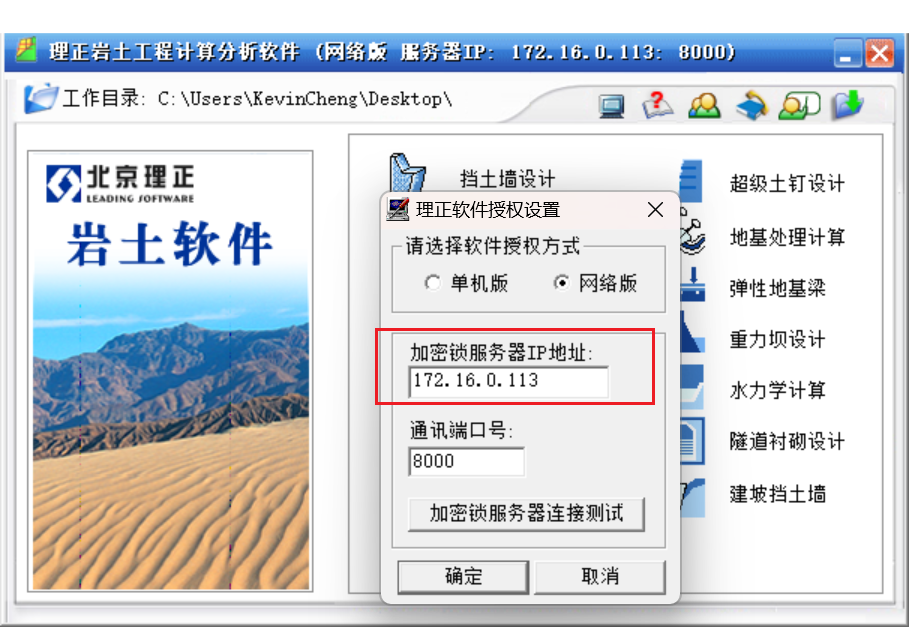 理正岩土工程计算分析软件 (网络版 服务器IP: 172.16.0.113: 8000)
工作目录: C:\Users\KevinCheng\Desktop\
北京理正
LEADING SOFTWARE
岩土软件
挡土墙设计
超级土钉设计
地基处理计算
弹性地基梁
重力坝设计
水力学计算
隧道衬砌设计
建坡挡土墙
理正软件授权设置
请选择软件授权方式
单机版 网络版
加密锁服务器IP地址:
172.16.0.113
通讯端口号:
8000
加密锁服务器连接测试
确定 取消